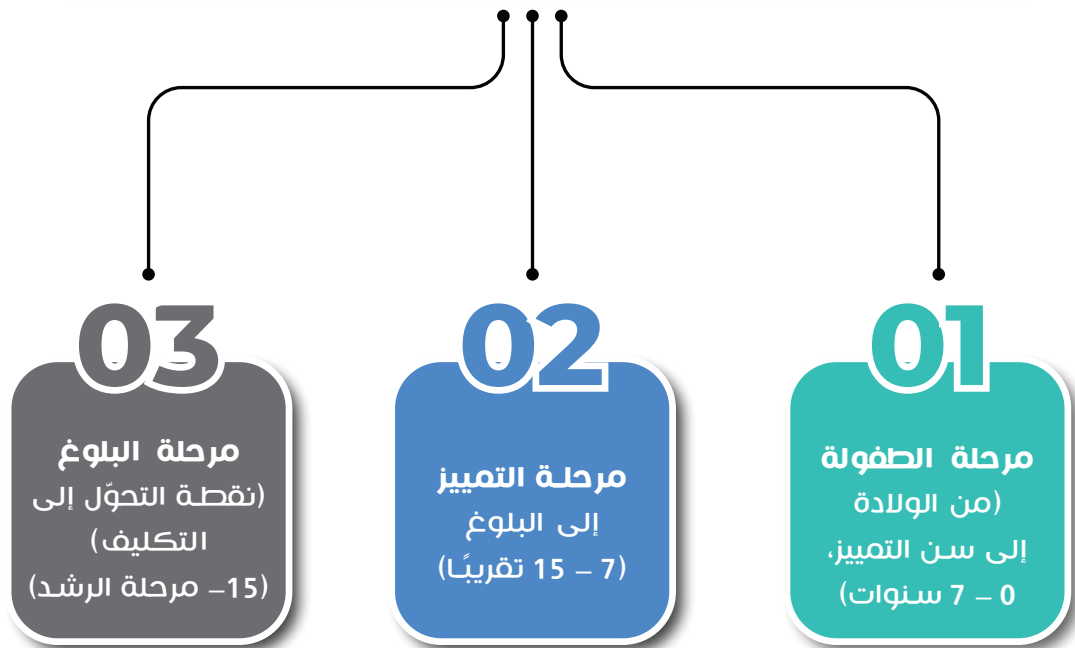 01
مرحلة الطفولة
(من الولادة
إلى سن التمييز،
0 – 7 سنوات)
02
مرحلة التمييز
إلى البلوغ
(7 – 15 تقريبًا)
03
مرحلة البلوغ
(نقطة التحوّل إلى
التكليف)
(15– مرحلة الرشد)